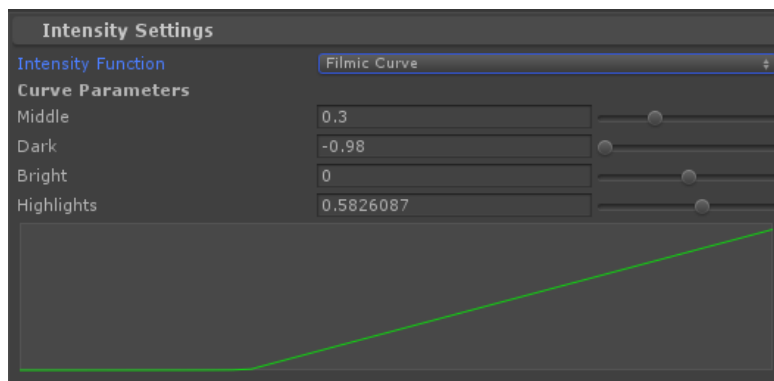 Intensity Settings
Intensity Function Filmic Curve
Curve Parameters
Middle 0.3
Dark -0.98
Bright 0
Highlights 0.5826087